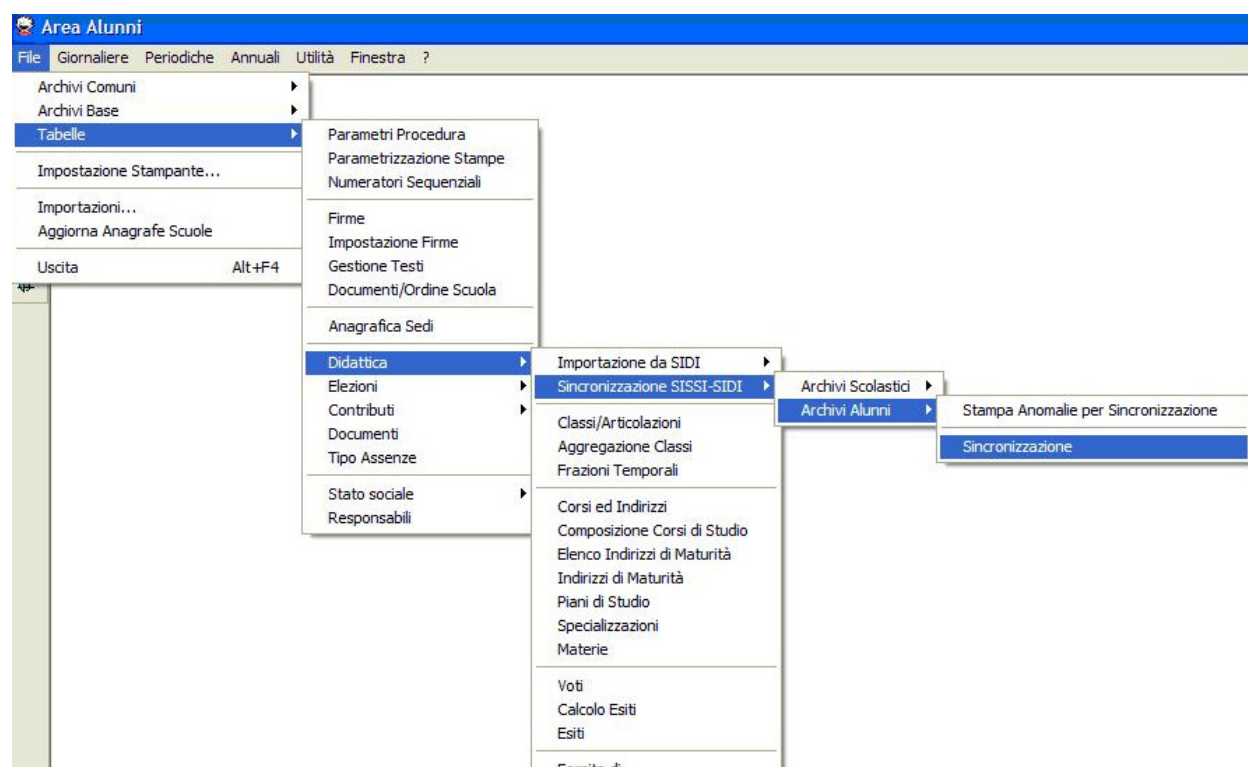 Area Alunni
File Giornaliere Periodiche Annuali Utilità Finestra ?
Archivi Comuni
Archivi Base
Tabelle
Impostazione Stampante...
Importazioni...
Aggiorna Anagrafe Scuole
Uscita Alt+F4
Parametri Procedura
Parametrizzazione Stampe
Numeratori Sequenziali
Firme
Impostazione Firme
Gestione Testi
Documenti/Ordine Scuola
Anagrafica Sedi
Didattica
Elezioni
Contributi
Documenti
Tipo Assenze
Stato sociale
Responsabili
Importazione da SIDI
Sincronizzazione SISSI-SIDI
Classi/Articolazioni
Aggregazione Classi
Frazioni Temporali
Corsi ed Indirizzi
Composizione Corsi di Studio
Elenco Indirizzi di Maturità
Indirizzi di Maturità
Piani di Studio
Specializzazioni
Materie
Voti
Calcolo Esiti
Esiti
Archivi Scolastici
Archivi Alunni
Stampa Anomalie per Sincronizzazione
Sincronizzazione